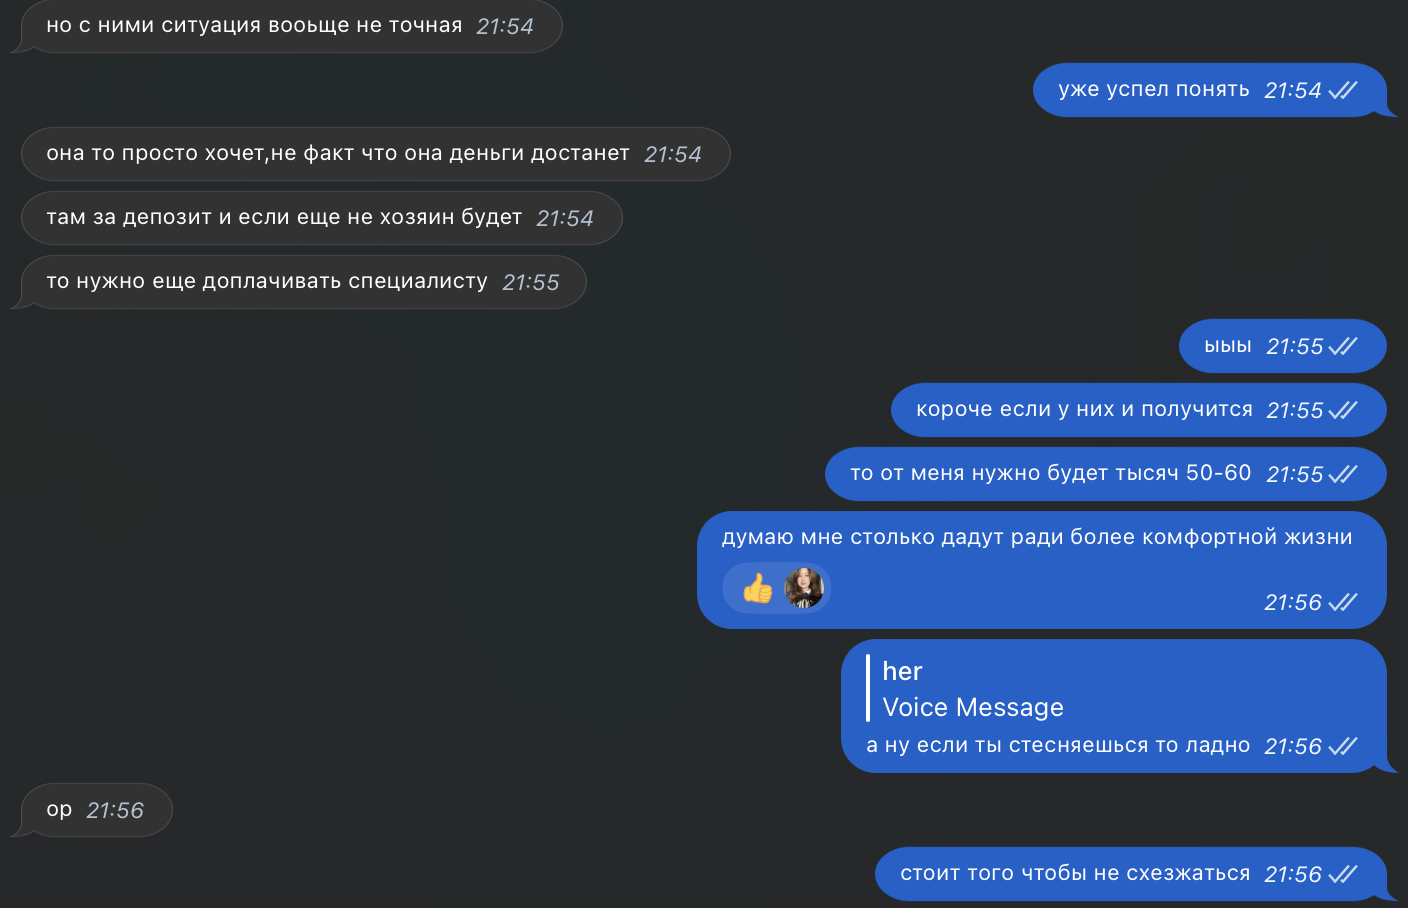 но с ними ситуация вооьще не точная 21:54
уже успел понять 21:54
она то просто хочет,не факт что она деньги достанет 21:54
там за депозит и если еще не хозяин будет 21:54
то нужно еще доплачивать специалисту 21:55
ыыы 21:55
короче если у них и получится 21:55
то от меня нужно будет тысяч 50-60 21:55
думаю мне столько дадут ради более комфортной жизни
21:56
her
Voice Message
а ну если ты стесняешься то ладно 21:56
ор 21:56
стоит того чтобы не схезжаться 21:56